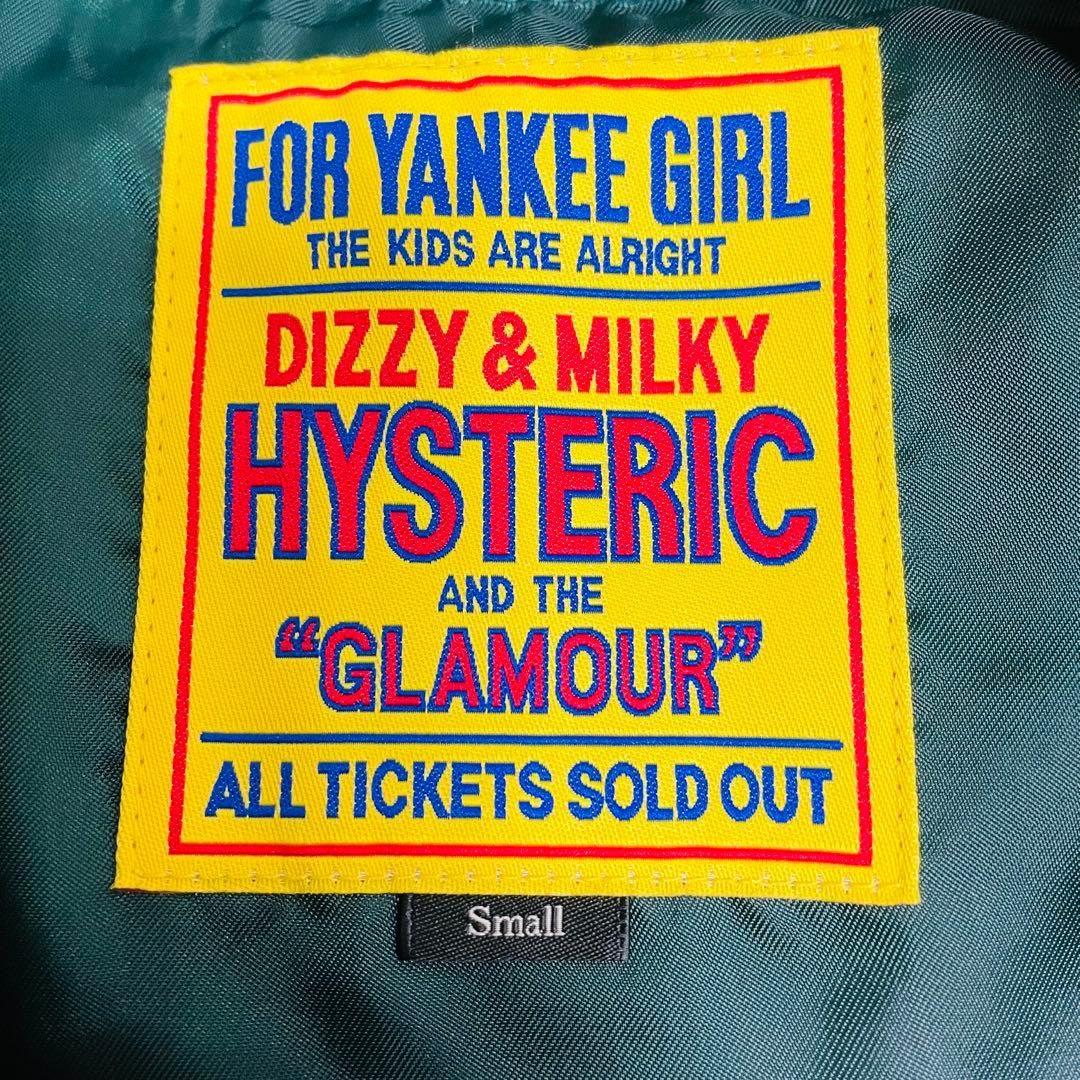 FOR YANKEE GIRL
THE KIDS ARE ALRIGHT
DIZZY & MILKY
HYSTERIC
AND THE
“GLAMOUR”
ALL TICKETS SOLD OUT
Small